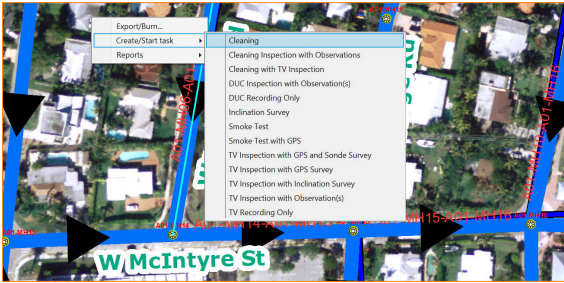 Export/Burn...
Create/Start task
Reports
Cleaning
Cleaning Inspection with Observations
Cleaning with TV Inspection
DUC Inspection with Observation(s)
DUC Recording Only
Inclination Survey
Smoke Test
Smoke Test with GPS
TV Inspection with GPS and Sonde Survey
TV Inspection with GPS Survey
TV Inspection with Inclination Survey
TV Inspection with Observation(s)
TV Recording Only
W McIntyre St